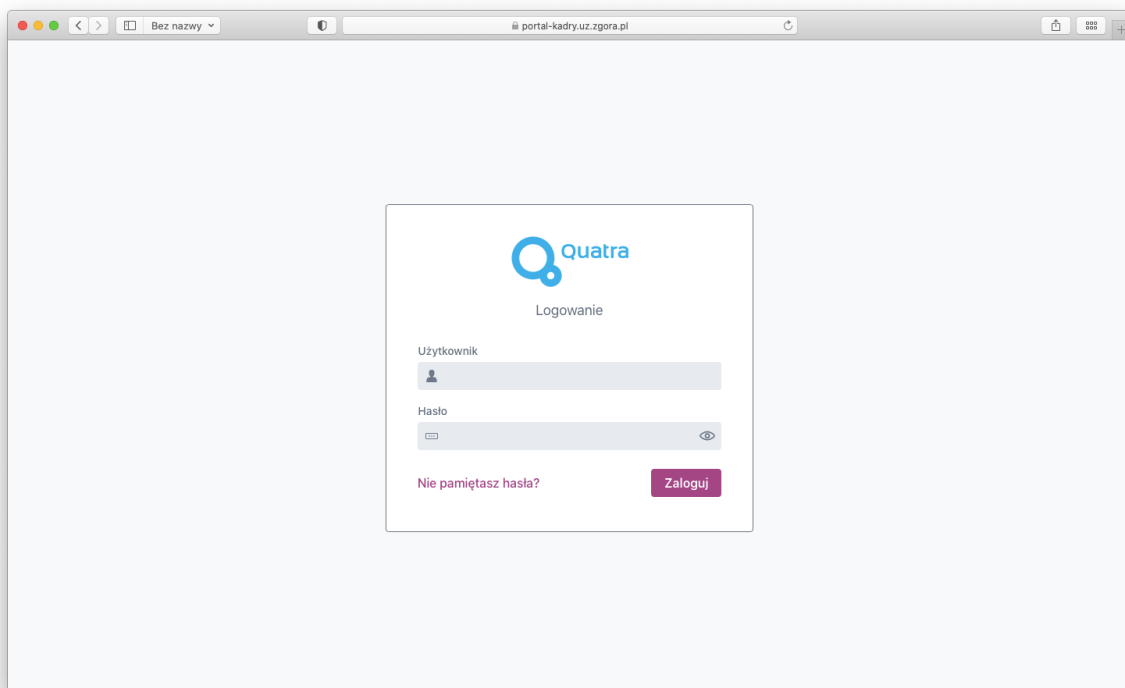 Bez nazwy
portal-kadry.uz.zgora.pl
Quatra
Logowanie
Użytkownik
Hasło
Nie pamiętasz hasła? Zaloguj